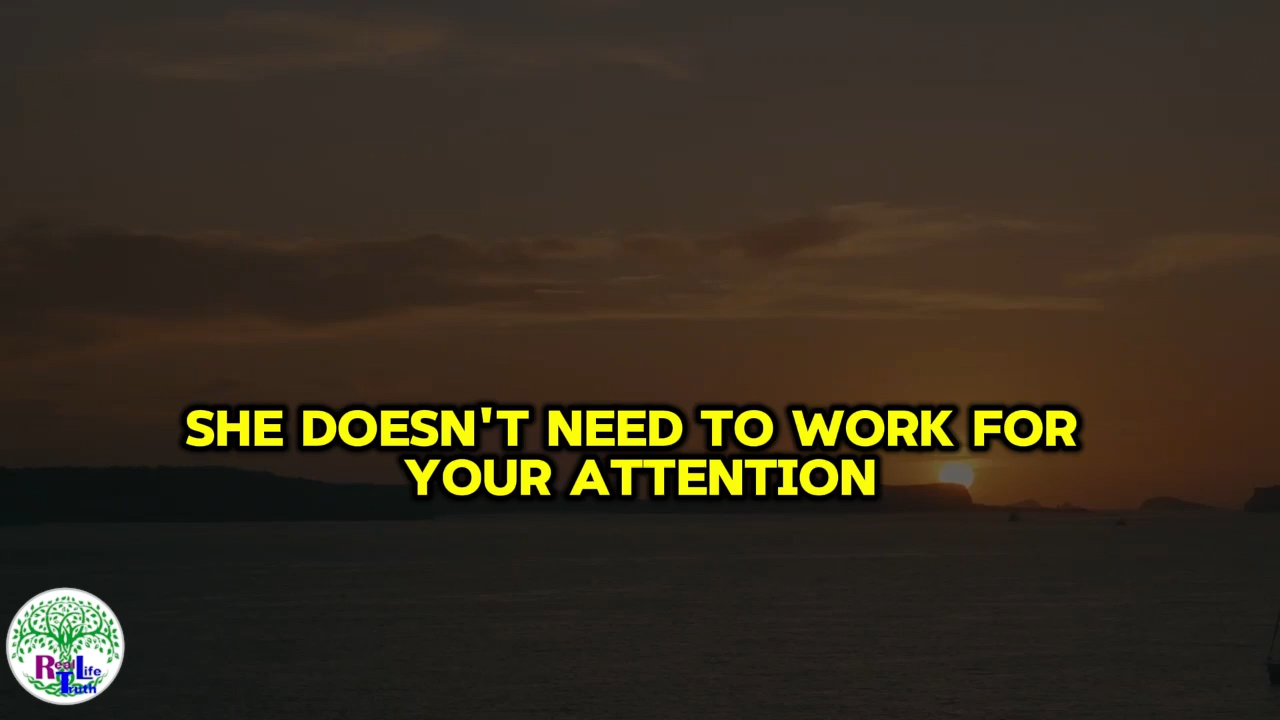 SHE DOESN'T NEED TO WORK FOR
YOUR ATTENTION
Real
Life
Truth